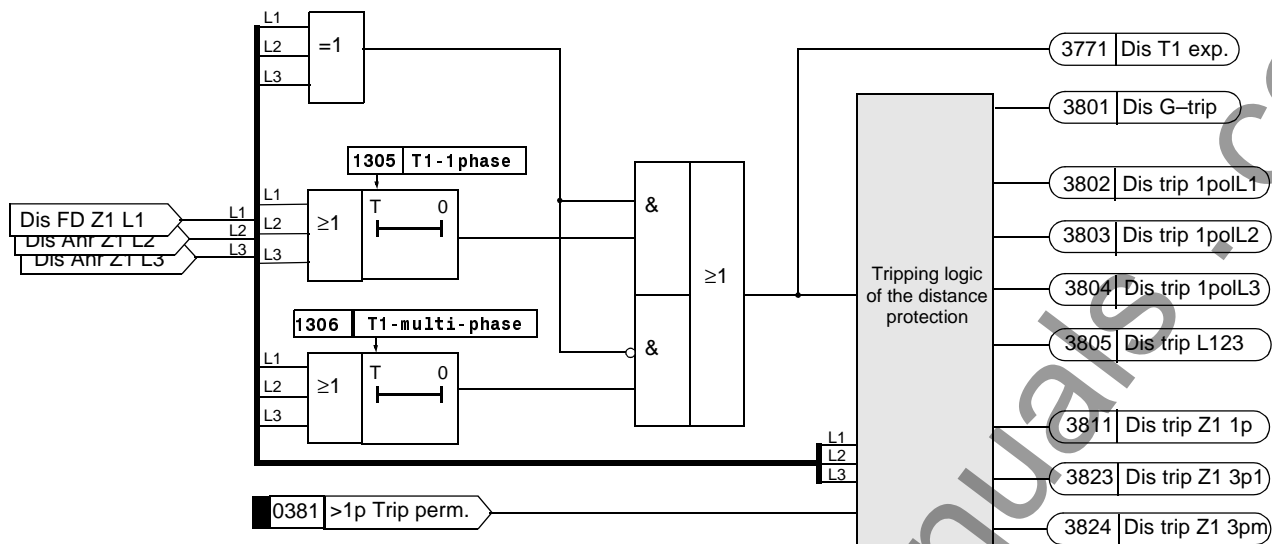 L1
L2
L3
=1
3771 Dis T1 exp.
3801 Dis G–trip
1305 T1-1phase
L1
L2
L3
≥1
T 0
&
3802 Dis trip 1polL1
Dis FD Z1 L1
Dis Anr Z1 L2
Dis Anr Z1 L3
L1
L2
L3
3803 Dis trip 1polL2
≥1
Tripping logic
of the distance
protection
3804 Dis trip 1polL3
1306 T1-multi-phase
L1
L2
L3
≥1
T 0
&
3805 Dis trip L123
3811 Dis trip Z1 1p
L1
L2
L3
3823 Dis trip Z1 3p1
0381 >1p Trip perm.
3824 Dis trip Z1 3pm
nuals . co